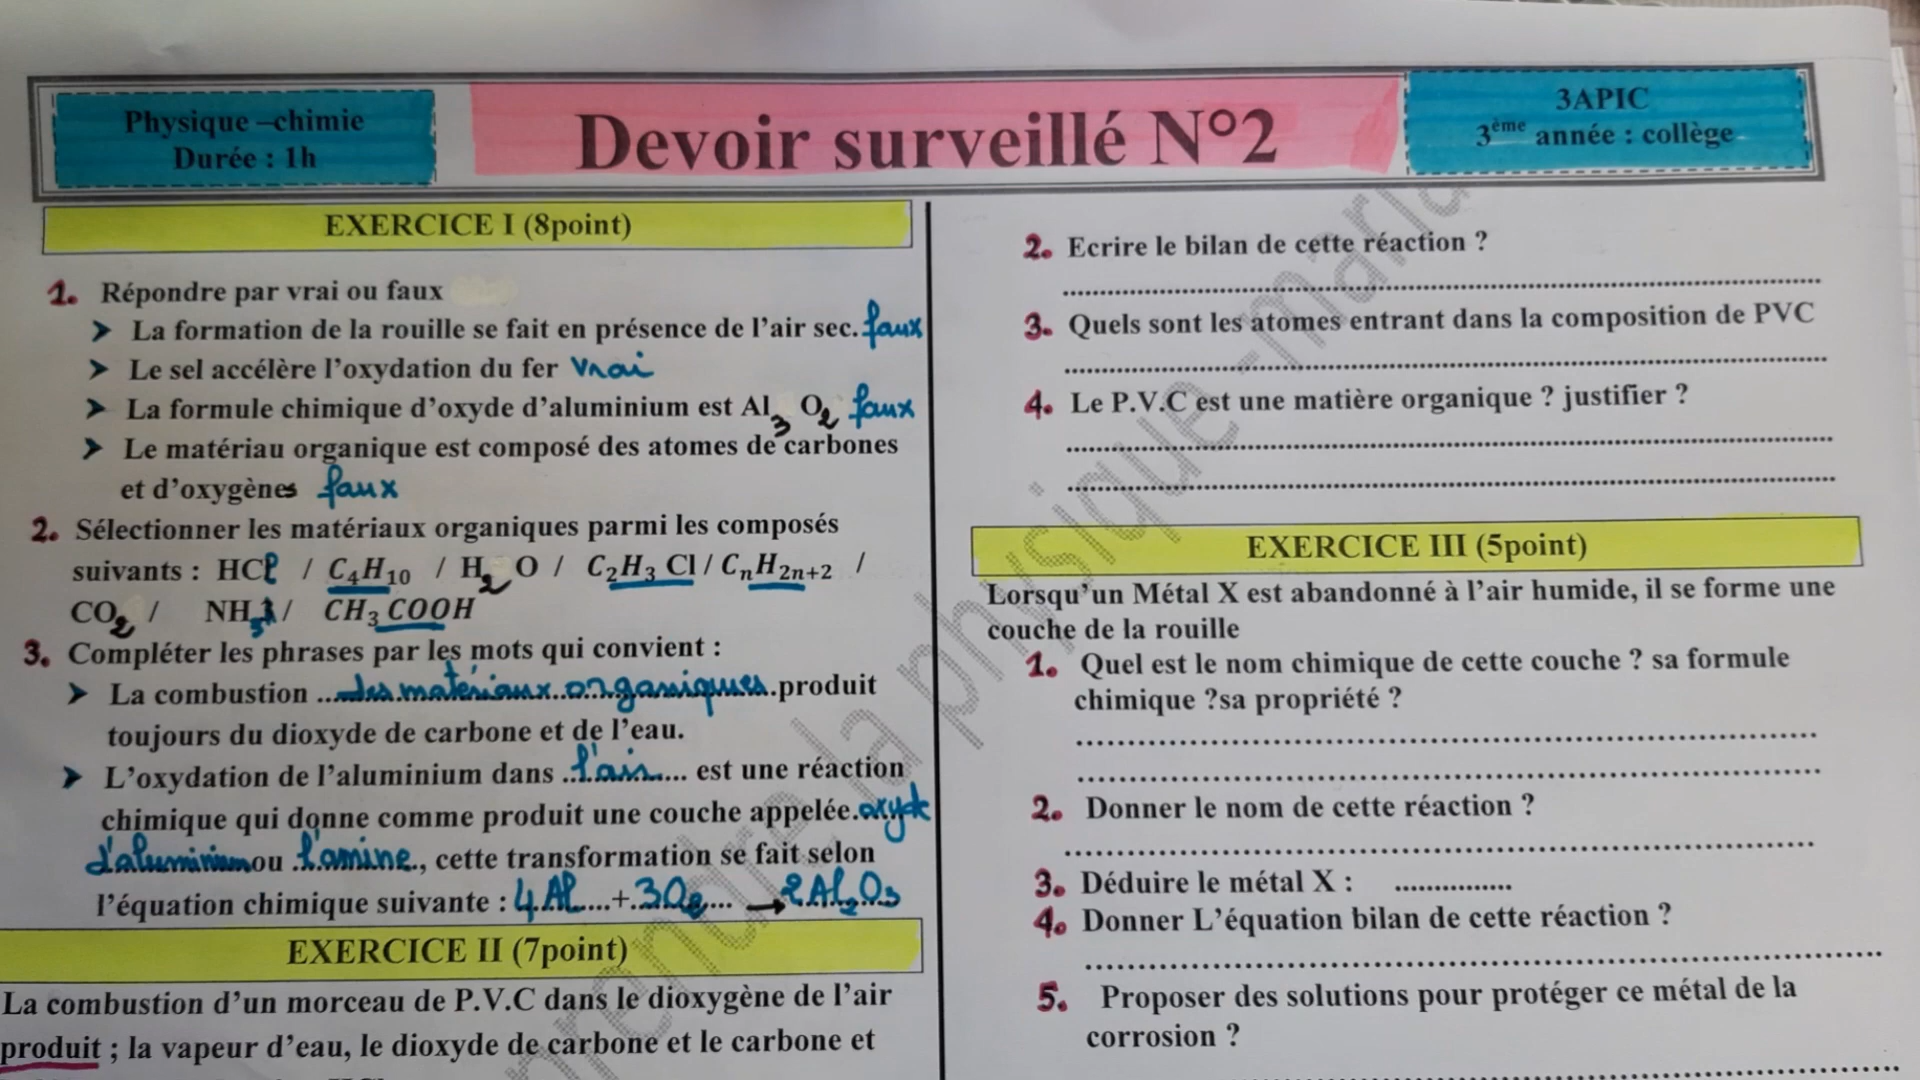 Physique –chimie
Durée : 1h
Devoir surveillé N°2
3APIC
3ème année : collège
EXERCICE I (8point)
1. Répondre par vrai ou faux
➤ La formation de la rouille se fait en présence de l'air sec. faux
➤ Le sel accélère l'oxydation du fer vrai
➤ La formule chimique d'oxyde d'aluminium est Al3 O2 faux
➤ Le matériau organique est composé des atomes de carbones
et d'oxygènes faux
2. Sélectionner les matériaux organiques parmi les composés
suivants : HCl / C4H10 / H2O / C2H3Cl / CnH2n+2 /
CO2 / NH3 / CH3COOH
3. Compléter les phrases par les mots qui convient :
➤ La combustion ...des matériaux organiques.produit
toujours du dioxyde de carbone et de l'eau.
➤ L'oxydation de l'aluminium dans ..l'air... est une réaction
chimique qui donne comme produit une couche appelée.oxyde
d'aluminium ou l'amine., cette transformation se fait selon
l'équation chimique suivante : 4Al....+.3O2... → 2Al2O3
EXERCICE II (7point)
La combustion d'un morceau de P.V.C dans le dioxygène de l'air
produit ; la vapeur d'eau, le dioxyde de carbone et le carbone et
2. Ecrire le bilan de cette réaction ?
3. Quels sont les atomes entrant dans la composition de PVC
4. Le P.V.C est une matière organique ? justifier ?
EXERCICE III (5point)
Lorsqu'un Métal X est abandonné à l'air humide, il se forme une
couche de la rouille
1. Quel est le nom chimique de cette couche ? sa formule
chimique ?sa propriété ?
2. Donner le nom de cette réaction ?
3. Déduire le métal X : ...............
4. Donner L'équation bilan de cette réaction ?
5. Proposer des solutions pour protéger ce métal de la
corrosion ?